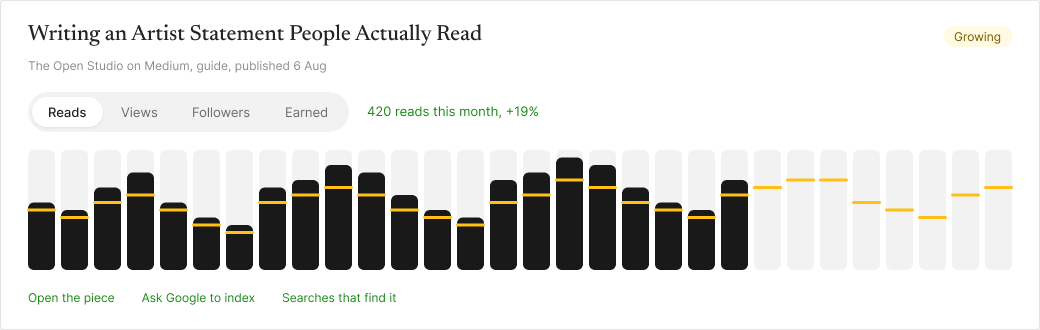 Writing an Artist Statement People Actually Read
Growing
The Open Studio on Medium, guide, published 6 Aug
Reads Views Followers Earned 420 reads this month, +19%
Open the piece Ask Google to index Searches that find it